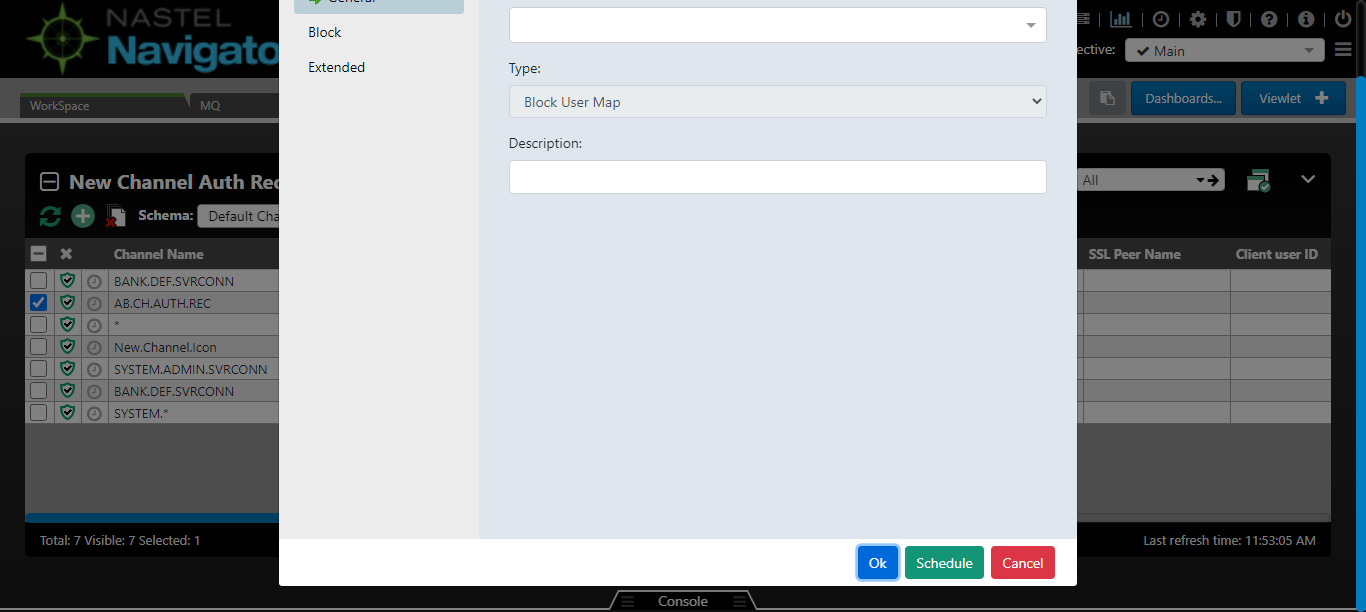 General
NASTEL
Navigato
Block
ective: Main
Extended
Type:
WorkSpace MQ
Block User Map
Dashboards... Viewlet
Description:
New Channel Auth Rec
All
Schema: Default Cha
Channel Name SSL Peer Name Client user ID
BANK.DEF.SVRCONN
AB.CH.AUTH.REC
*
New.Channel.Icon
SYSTEM.ADMIN.SVRCONN
BANK.DEF.SVRCONN
SYSTEM.*
Total: 7 Visible: 7 Selected: 1
Last refresh time: 11:53:05 AM
Ok Schedule Cancel
Console